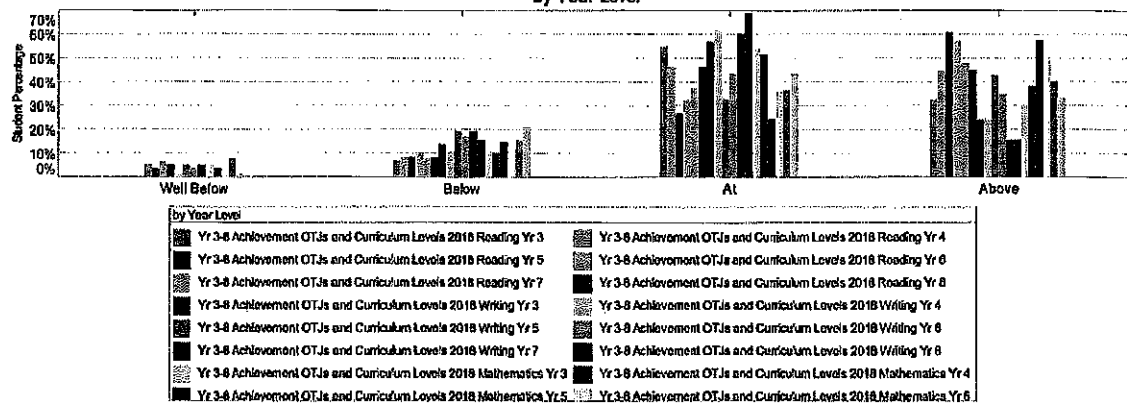 by Year Level
70%
60%
50%
40%
30%
20%
10%
0%
Student Percentage
Well Below
Below
At
Above
by Year Level
Yr 3-8 Achievement OTJs and Curriculum Levels 2018 Reading Yr 3
Yr 3-8 Achievement OTJs and Curriculum Levels 2018 Reading Yr 4
Yr 3-8 Achievement OTJs and Curriculum Levels 2018 Reading Yr 5
Yr 3-8 Achievement OTJs and Curriculum Levels 2018 Reading Yr 6
Yr 3-8 Achievement OTJs and Curriculum Levels 2018 Reading Yr 7
Yr 3-8 Achievement OTJs and Curriculum Levels 2018 Reading Yr 8
Yr 3-8 Achievement OTJs and Curriculum Levels 2018 Writing Yr 3
Yr 3-8 Achievement OTJs and Curriculum Levels 2018 Writing Yr 4
Yr 3-8 Achievement OTJs and Curriculum Levels 2018 Writing Yr 5
Yr 3-8 Achievement OTJs and Curriculum Levels 2018 Writing Yr 6
Yr 3-8 Achievement OTJs and Curriculum Levels 2018 Writing Yr 7
Yr 3-8 Achievement OTJs and Curriculum Levels 2018 Writing Yr 8
Yr 3-8 Achievement OTJs and Curriculum Levels 2018 Mathematics Yr 3
Yr 3-8 Achievement OTJs and Curriculum Levels 2018 Mathematics Yr 4
Yr 3-8 Achievement OTJs and Curriculum Levels 2018 Mathematics Yr 5
Yr 3-8 Achievement OTJs and Curriculum Levels 2018 Mathematics Yr 6